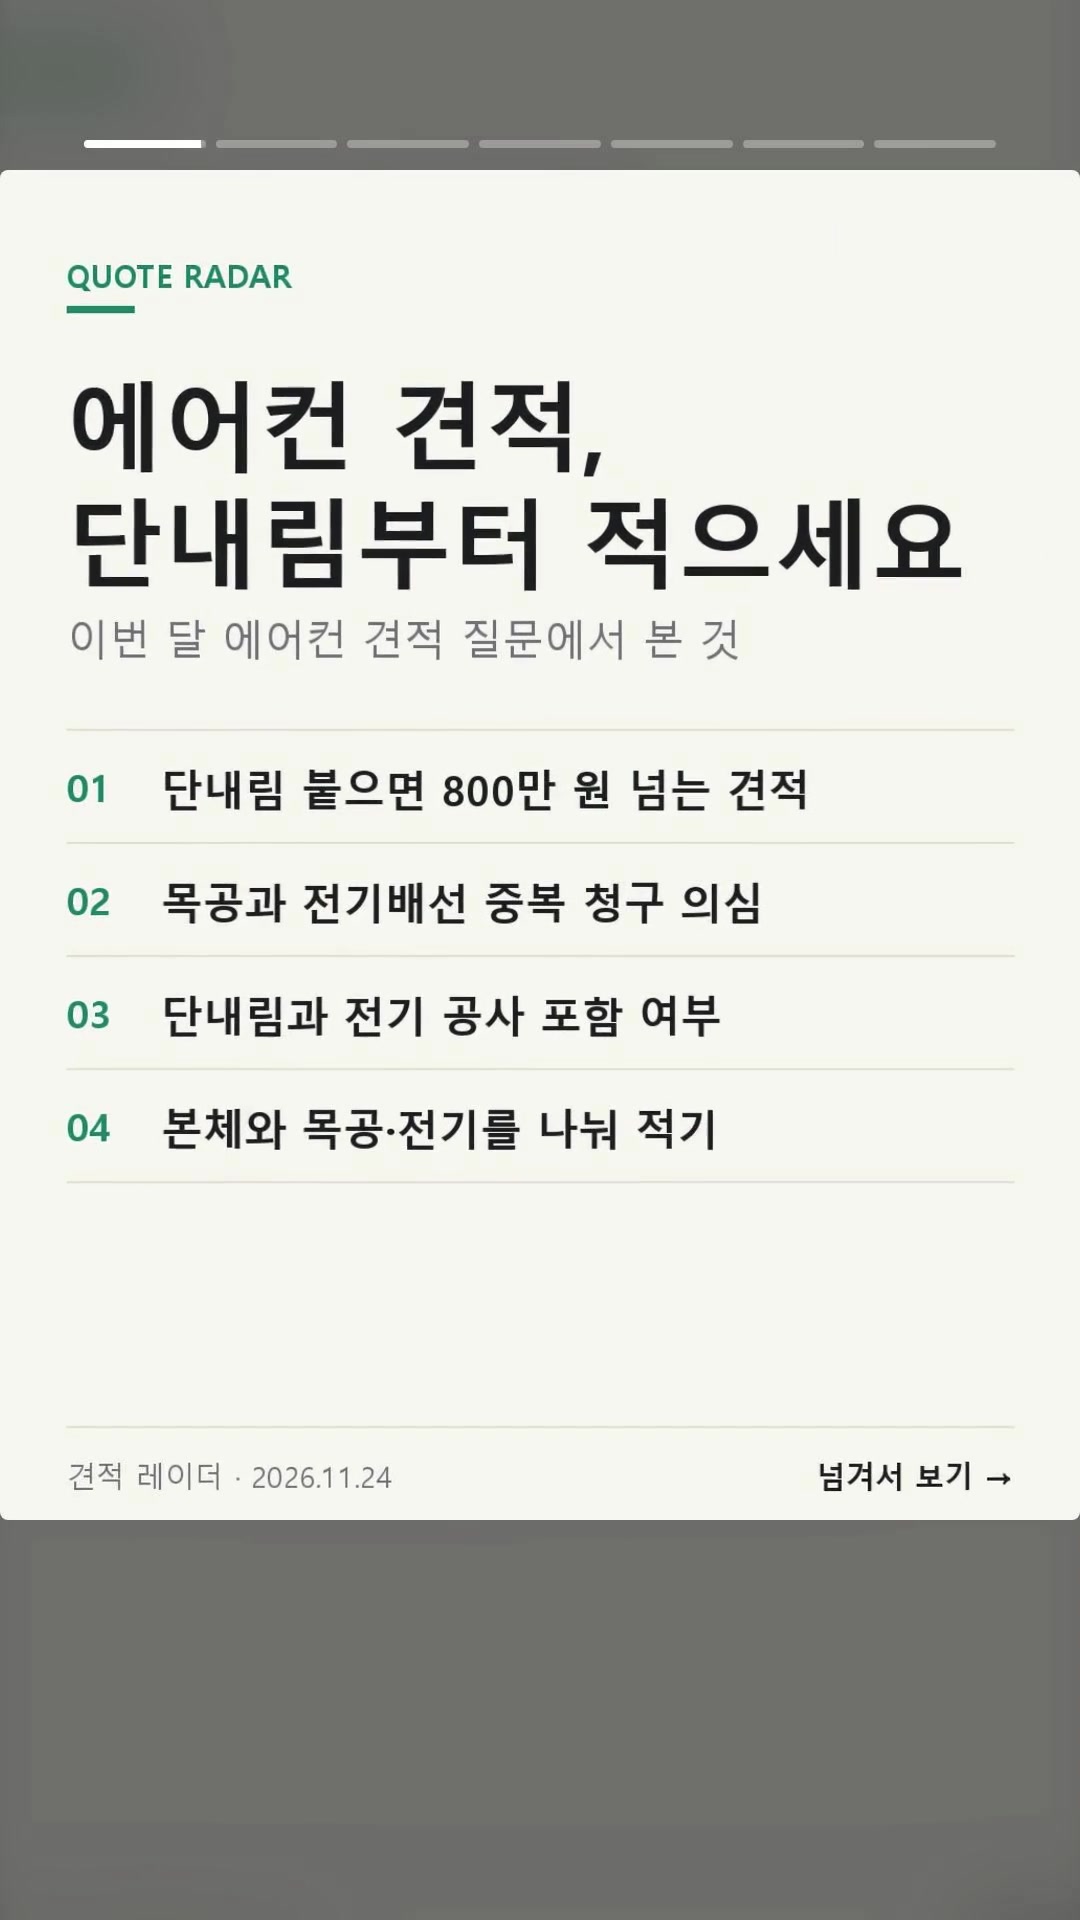 QUOTE RADAR
에어컨 견적,
단내림부터 적으세요
이번 달 에어컨 견적 질문에서 본 것
01 단내림 붙으면 800만 원 넘는 견적
02 목공과 전기배선 중복 청구 의심
03 단내림과 전기 공사 포함 여부
04 본체와 목공·전기를 나눠 적기
견적 레이더 · 2026.11.24
넘겨서 보기 →